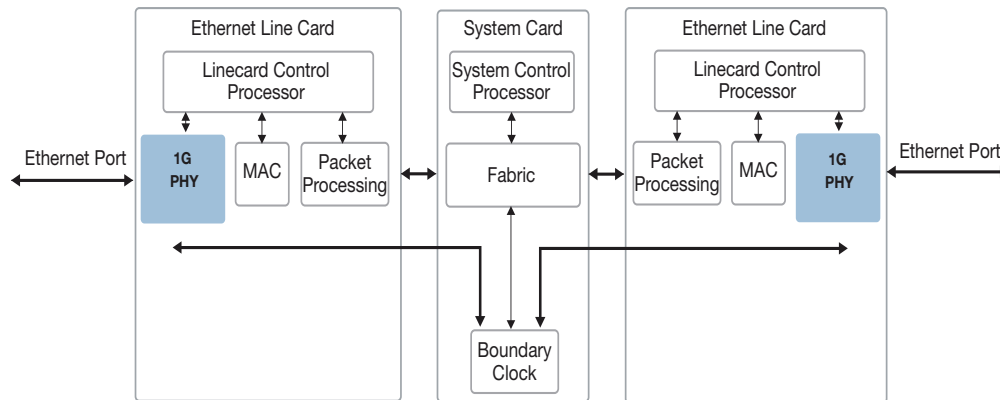 Ethernet Line Card
Linecard Control
Processor
Ethernet Port
1G
PHY
MAC
Packet
Processing
System Card
System Control
Processor
Fabric
Boundary
Clock
Ethernet Line Card
Linecard Control
Processor
Packet
Processing
MAC
1G
PHY
Ethernet Port